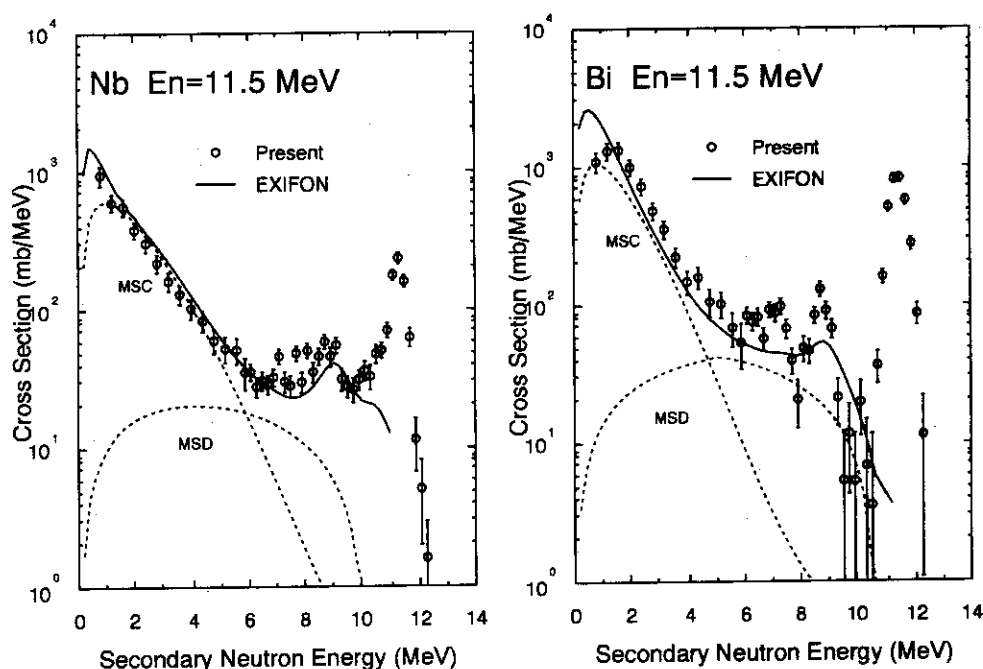 Nb En=11.5 MeV
Present
EXIFON
MSC
MSD
10^4
10^3
10^2
10^1
10^0
Cross Section (mb/MeV)
0 2 4 6 8 10 12 14
Secondary Neutron Energy (MeV)
Bi En=11.5 MeV
Present
EXIFON
MSC
MSD
10^4
10^3
10^2
10^1
10^0
Cross Section (mb/MeV)
0 2 4 6 8 10 12 14
Secondary Neutron Energy (MeV)